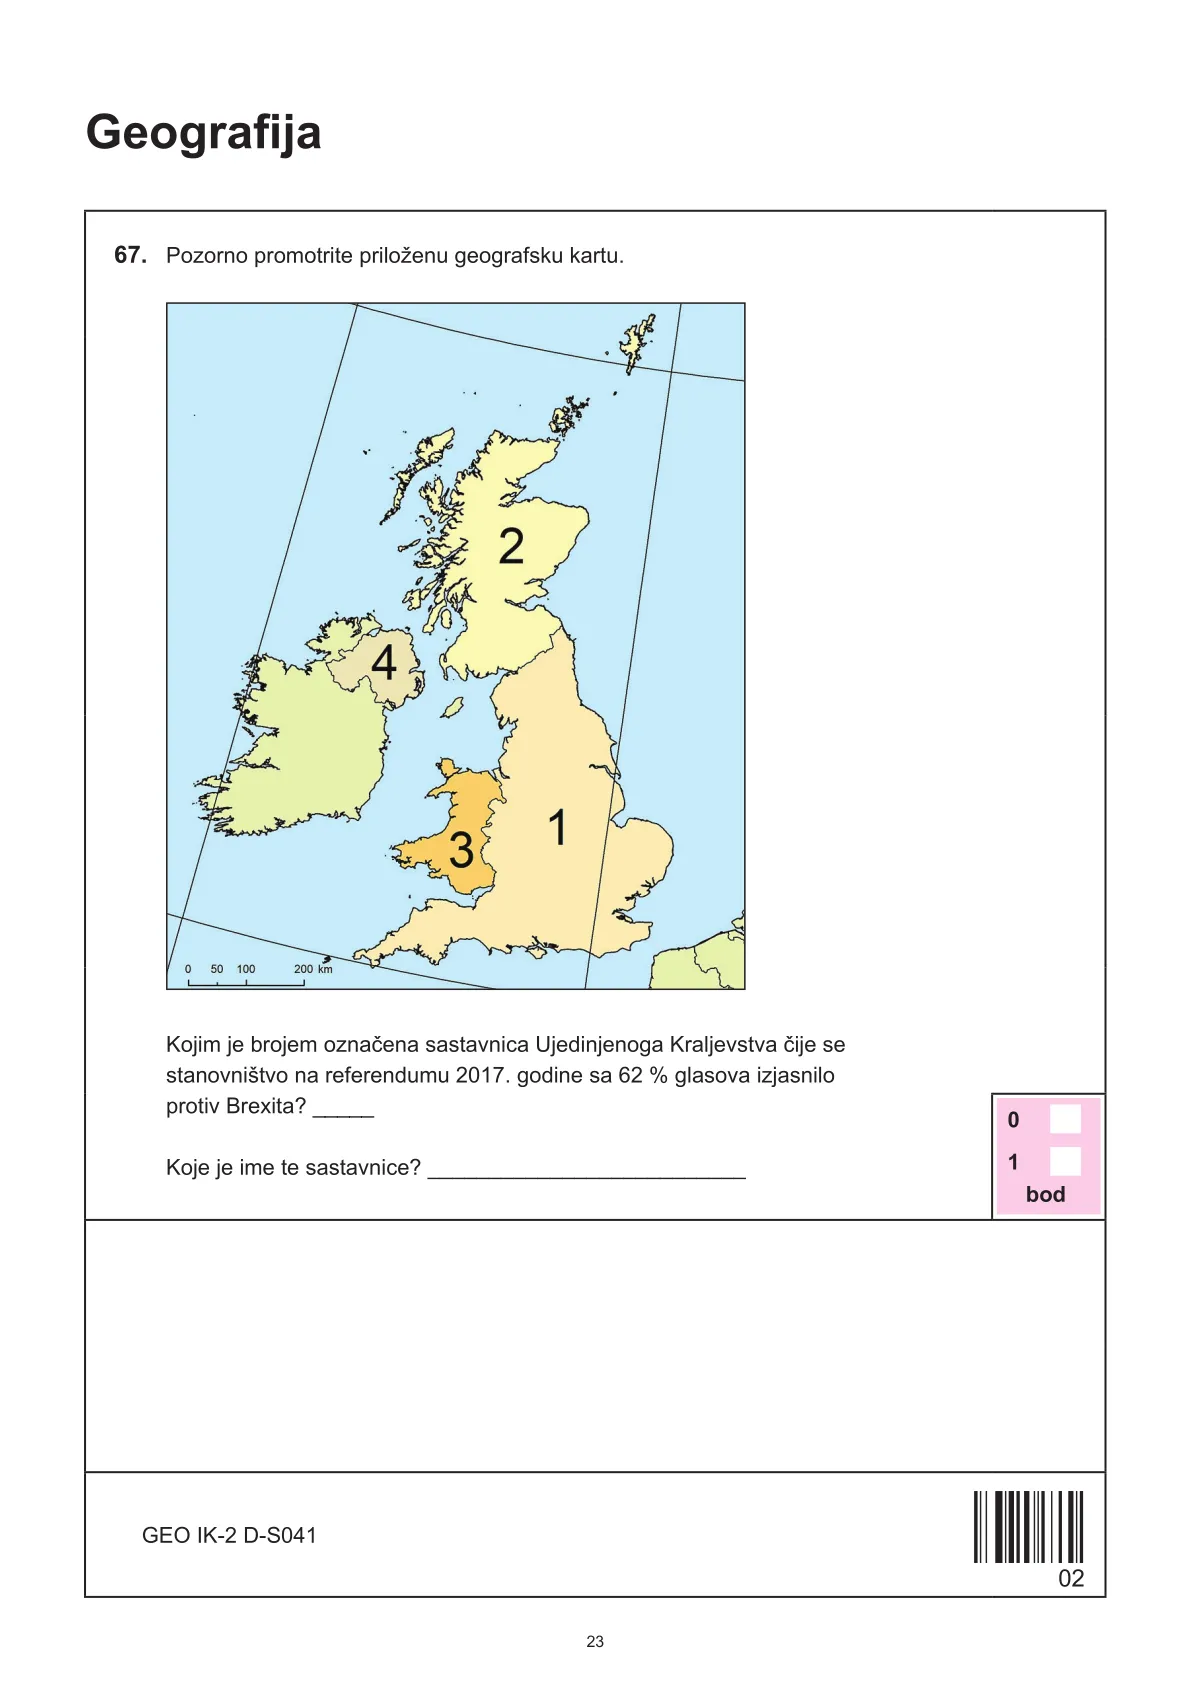 Geografija
67. Pozorno promotrite priloženu geografsku kartu.
2
4
1
3
0 50 100 200 km
Kojim je brojem označena sastavnica Ujedinjenoga Kraljevstva čije se
stanovništvo na referendumu 2017. godine sa 62 % glasova izjasnilo
protiv Brexita? _____
Koje je ime te sastavnice? __________________________
0
1
bod
GEO IK-2 D-S041
02
23